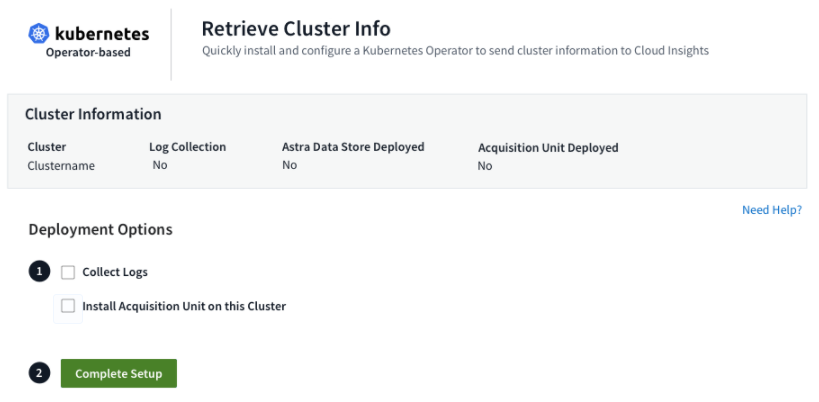 kubernetes
Operator-based
Retrieve Cluster Info
Quickly install and configure a Kubernetes Operator to send cluster information to Cloud Insights
Cluster Information
Cluster Log Collection Astra Data Store Deployed Acquisition Unit Deployed
Clustername No No No
Need Help?
Deployment Options
1 Collect Logs
Install Acquisition Unit on this Cluster
2 Complete Setup